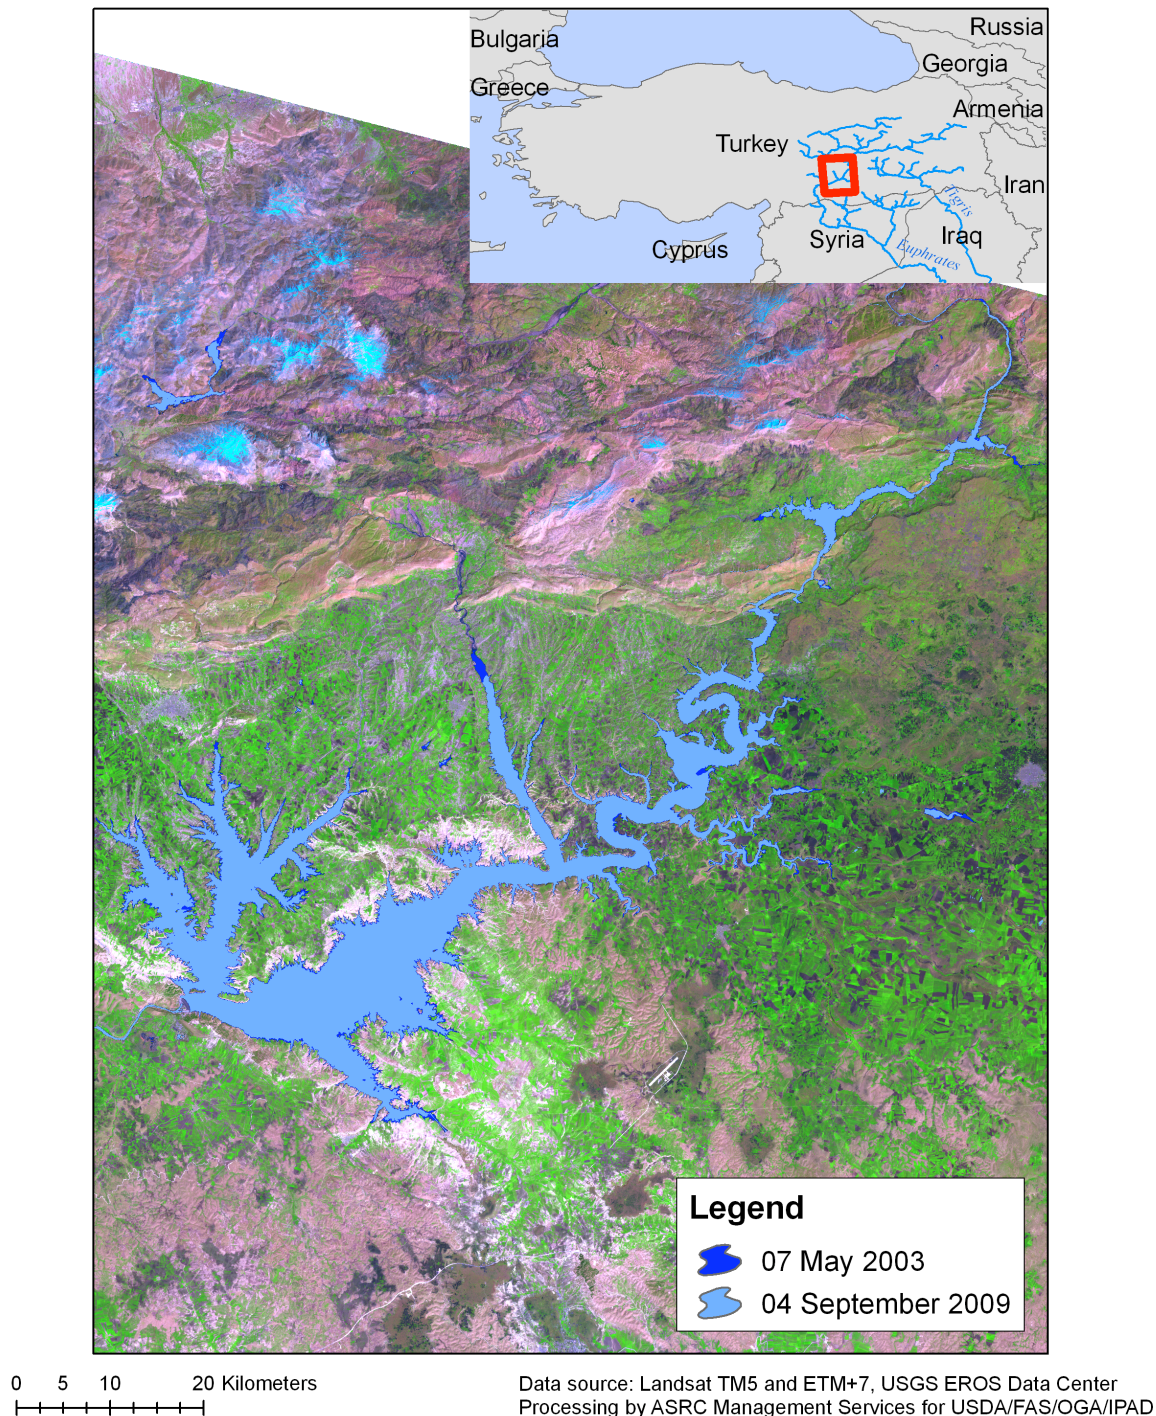 Russia
Bulgaria
Georgia
Greece
Armenia
Turkey
Iran
Tigris
Syria
Iraq
Cyprus
Euphrates
Legend
07 May 2003
04 September 2009
0 5 10 20 Kilometers
Data source: Landsat TM5 and ETM+7, USGS EROS Data Center
Processing by ASRC Management Services for USDA/FAS/OGA/IPAD